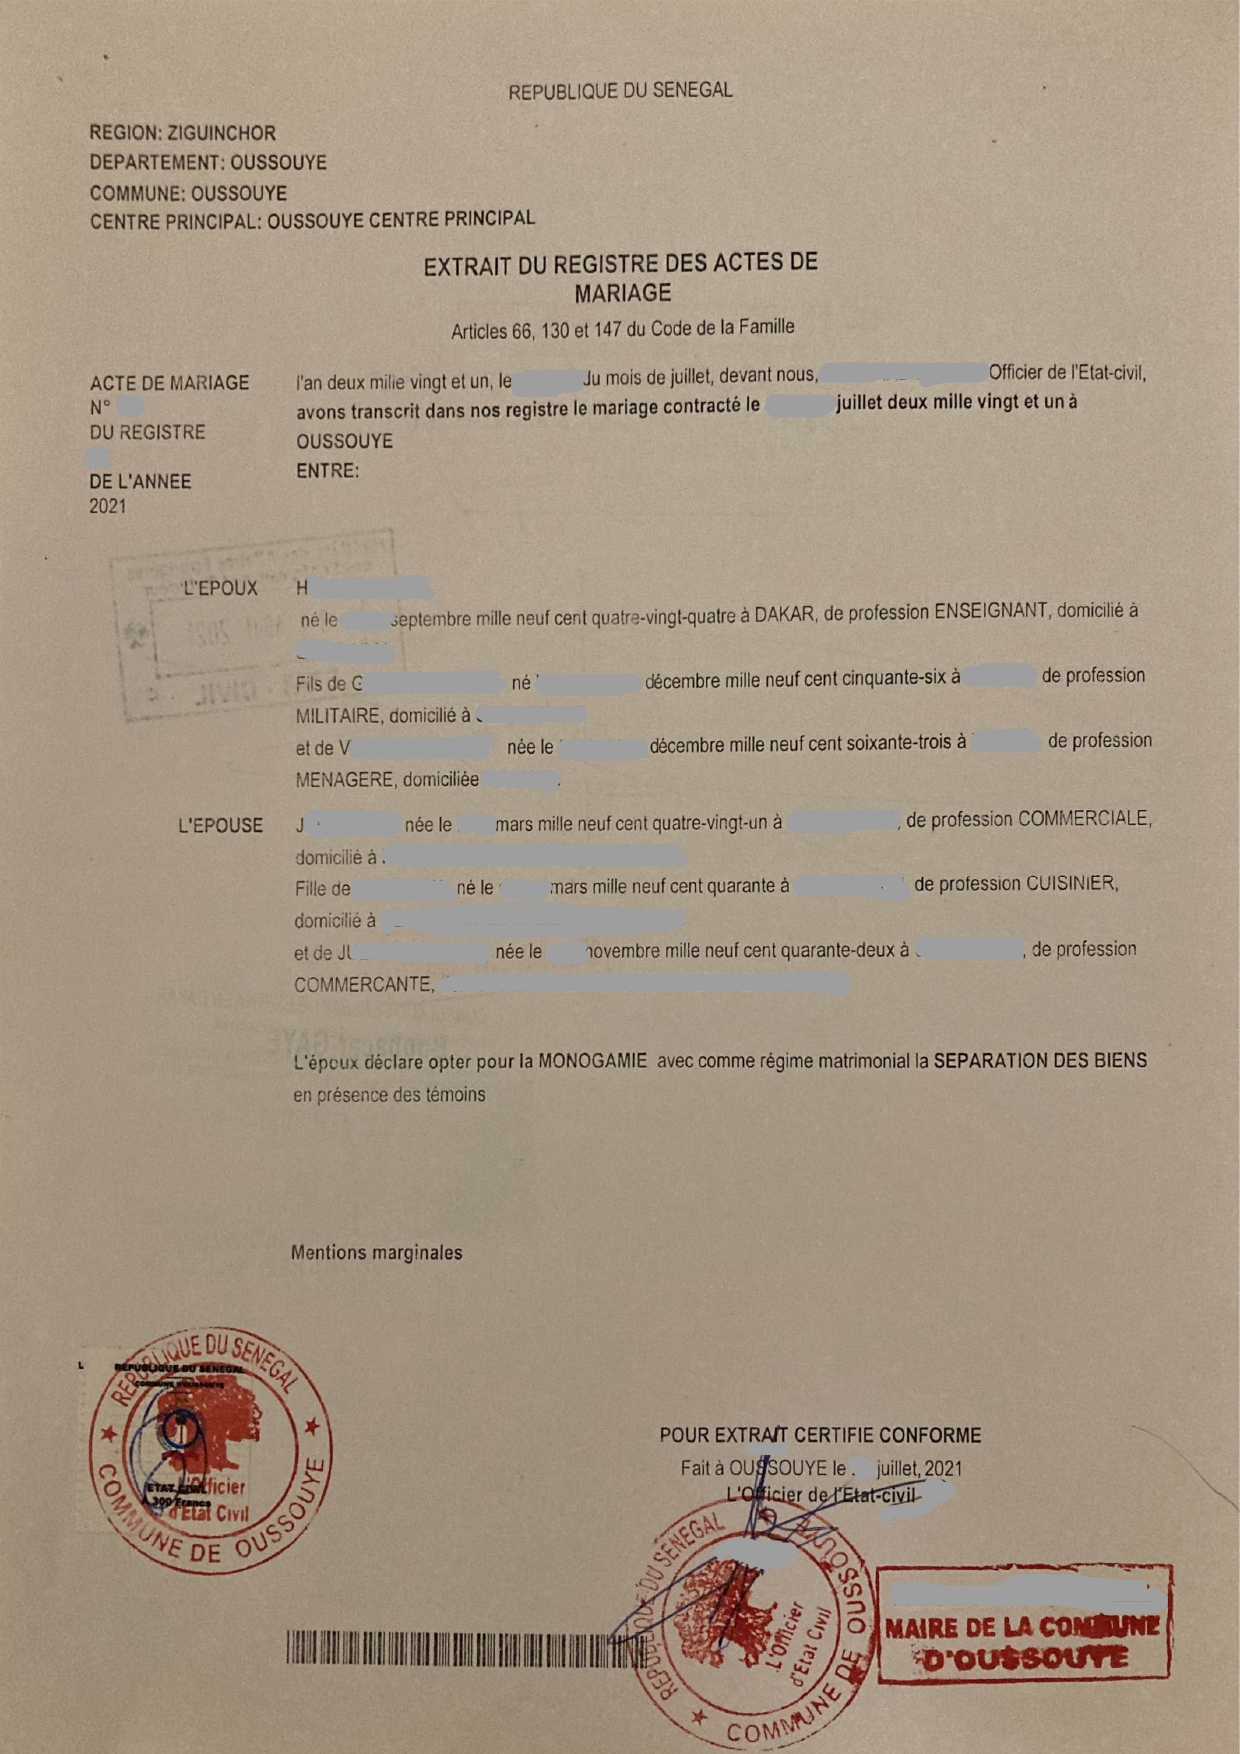 REPUBLIQUE DU SENEGAL
REGION: ZIGUINCHOR
DEPARTEMENT: OUSSOUYE
COMMUNE: OUSSOUYE
CENTRE PRINCIPAL: OUSSOUYE CENTRE PRINCIPAL
EXTRAIT DU REGISTRE DES ACTES DE
MARIAGE
Articles 66, 130 et 147 du Code de la Famille
ACTE DE MARIAGE
N°
DU REGISTRE
DE L'ANNEE
2021
l'an deux mille vingt et un, le du mois de juillet, devant nous, Officier de l'Etat-civil,
avons transcrit dans nos registre le mariage contracté le juillet deux mille vingt et un à
OUSSOUYE
ENTRE:
L'EPOUX H
né le septembre mille neuf cent quatre-vingt-quatre à DAKAR, de profession ENSEIGNANT, domicilié à
Fils de né décembre mille neuf cent cinquante-six à de profession
MILITAIRE, domicilié à
et de V née le décembre mille neuf cent soixante-trois à de profession
MENAGERE, domiciliée
L'EPOUSE J née le mars mille neuf cent quatre-vingt-un à , de profession COMMERCIALE,
domicilié à
Fille de né le mars mille neuf cent quarante à de profession CUISINIER,
domicilié à
et de née le novembre mille neuf cent quarante-deux à , de profession
COMMERCANTE,
L'époux déclare opter pour la MONOGAMIE avec comme régime matrimonial la SEPARATION DES BIENS
en présence des témoins
Mentions marginales
REPUBLIQUE DU SENEGAL
COMMUNE DE OUSSOUYE
L'Officier
d'Etat Civil
REPUBLIQUE DU SENEGAL
COMMUNE D'OUSSOUYE
ETAT CIVIL
300 Francs
POUR EXTRAIT CERTIFIE CONFORME
Fait à OUSSOUYE le juillet, 2021
L'Officier de l'Etat-civil
REPUBLIQUE DU SENEGAL
COMMUNE DE OUSSOUYE
L'Officier
d'Etat Civil
MAIRE DE LA COMMUNE
D'OUSSOUYE